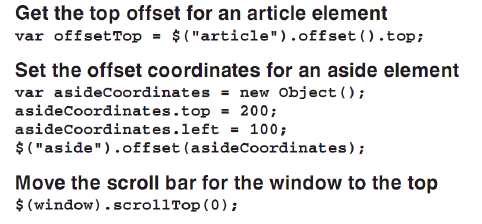 Get the top offset for an article element
var offsetTop = $("article").offset().top;
Set the offset coordinates for an aside element
var asideCoordinates = new Object();
asideCoordinates.top = 200;
asideCoordinates.left = 100;
$("aside").offset(asideCoordinates);
Move the scroll bar for the window to the top
$(window).scrollTop(0);